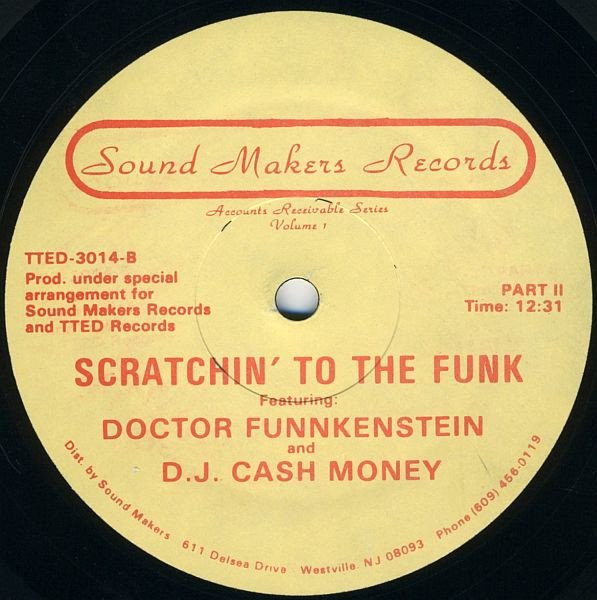 Sound Makers Records
Accounts Receivable Series
Volume 1
TTED-3014-B
Prod. under special
arrangement for
Sound Makers Records
and TTED Records
PART II
Time: 12:31
SCRATCHIN' TO THE FUNK
Featuring:
DOCTOR FUNNKENSTEIN
and
D.J. CASH MONEY
Dist. by Sound Makers 611 Delsea Drive Westville, NJ 08093 Phone (609) 456-0119